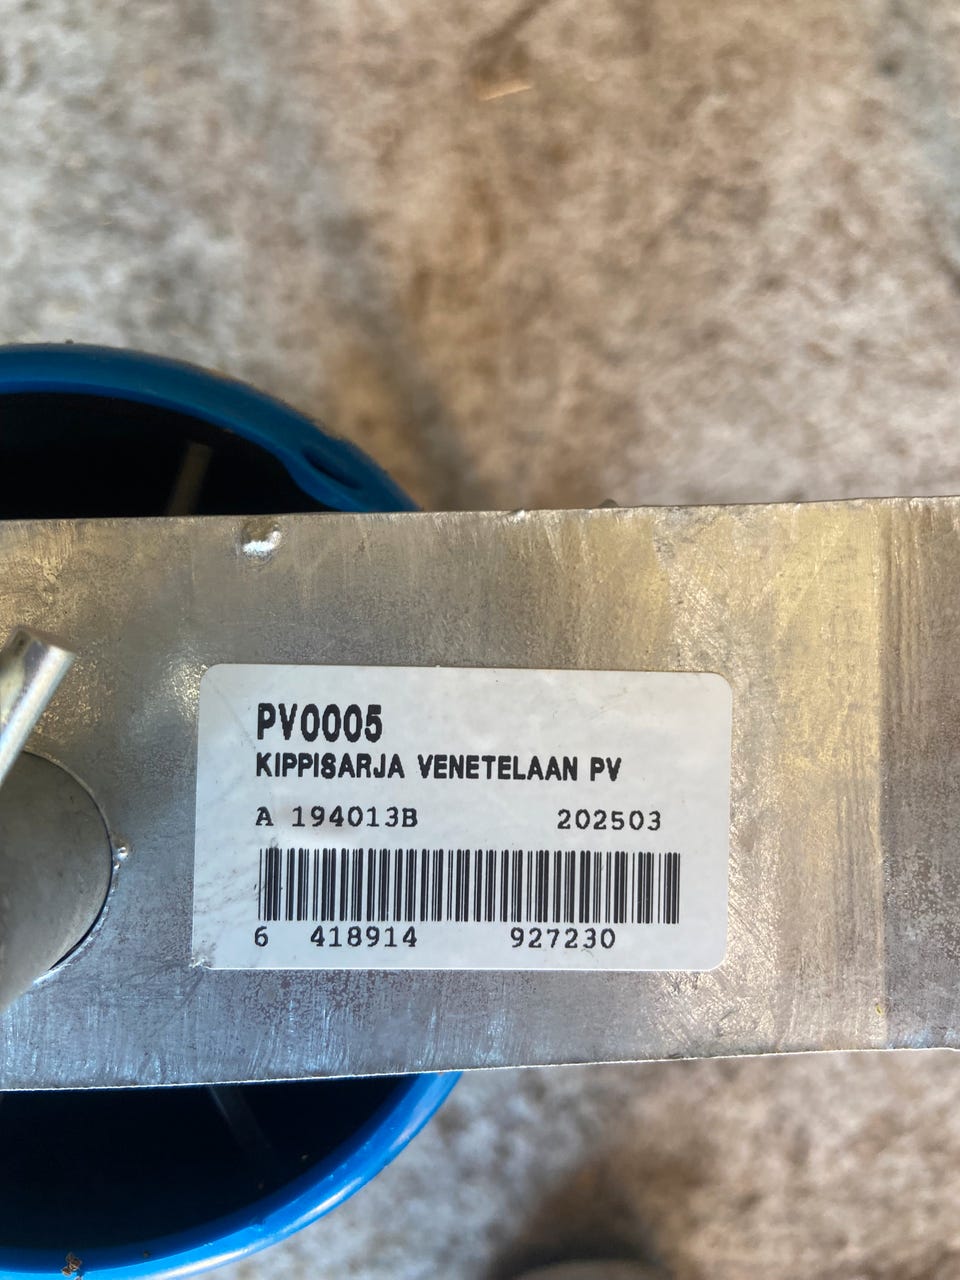 PV0005
KIPPISARJA VENETELAAN PV
A 194013B 202503
6 418914 927230